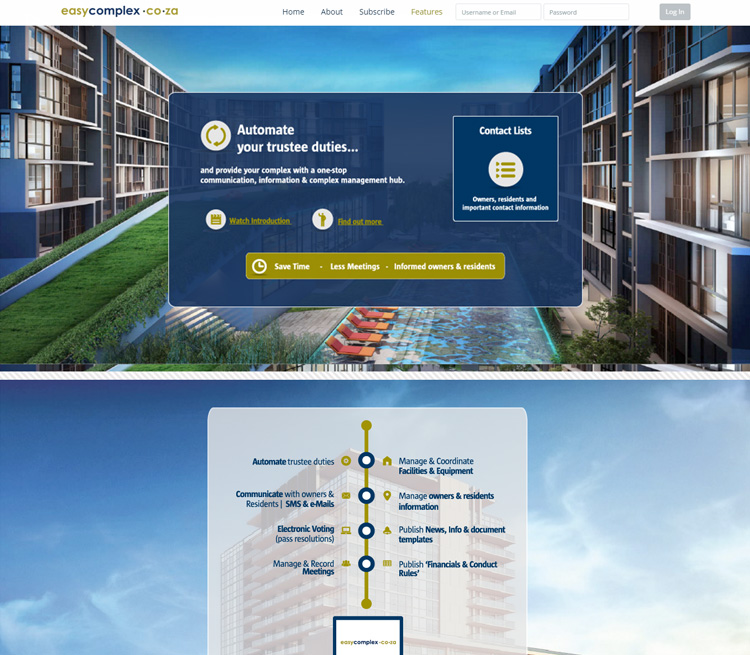 easycomplex·co·za
Home About Subscribe Features Username or Email Password Log In
Automate
your trustee duties...
and provide your complex with a one-stop
communication, information & complex management hub.
Watch Introduction Find out more
Contact Lists
Owners, residents and
important contact information
Save Time - Less Meetings - Informed owners & residents
Automate trustee duties
Communicate with owners &
Residents | SMS & e-Mails
Electronic Voting
(pass resolutions)
Manage & Record
Meetings
Manage & Coordinate
Facilities & Equipment
Manage owners & residents
information
Publish News, Info & document
templates
Publish 'Financials & Conduct
Rules'
easycomplex·co·za